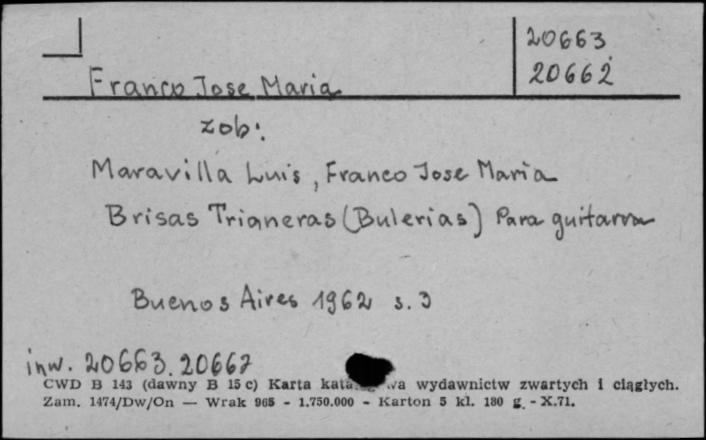 20663
20662
Franco Jose Maria
zob:
Maravilla Luis, Franco Jose Maria
Brisas Trianeras (Bulerias) Para guitarra
Buenos Aires 1962 s. 3
inw. 20663. 20662
CWD B 143 (dawny B 15 c) Karta wydawnictw zwartych i ciągłych.
Zam. 1474/Dw/On — Wrak 965 - 1.750.000 - Karton 5 kl. 180 g. - X.71.